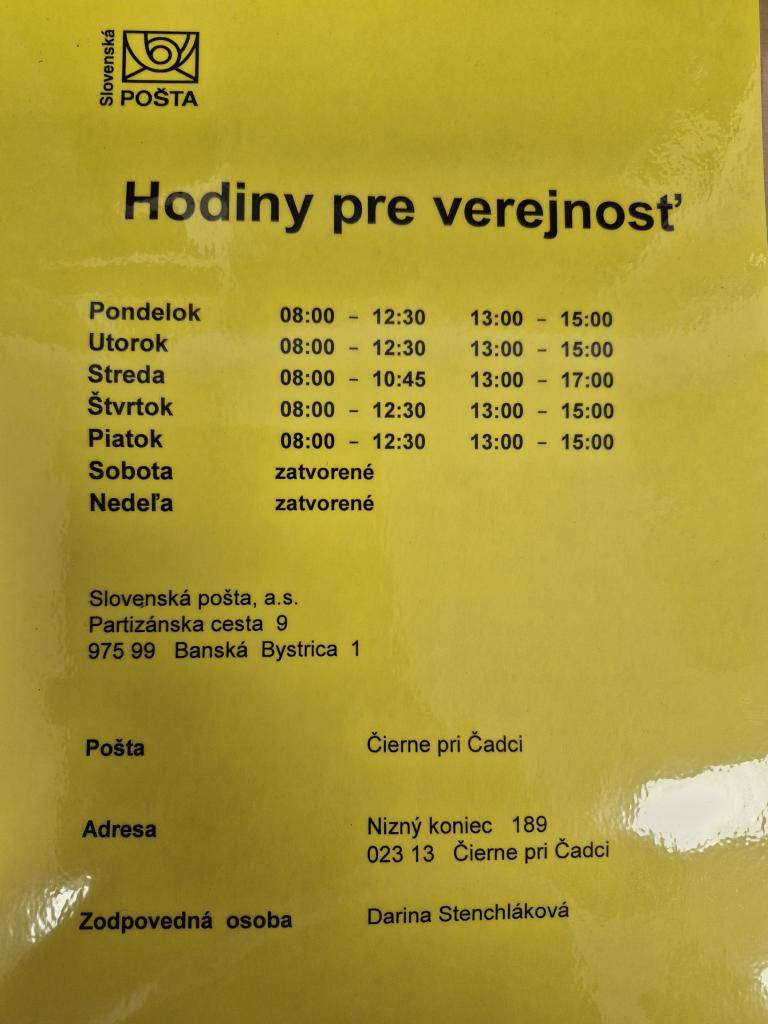 Slovenská
POŠTA
Hodiny pre verejnosť
Pondelok 08:00 – 12:30 13:00 – 15:00
Utorok 08:00 – 12:30 13:00 – 15:00
Streda 08:00 – 10:45 13:00 – 17:00
Štvrtok 08:00 – 12:30 13:00 – 15:00
Piatok 08:00 – 12:30 13:00 – 15:00
Sobota zatvorené
Nedeľa zatvorené
Slovenská pošta, a.s.
Partizánska cesta 9
975 99 Banská Bystrica 1
Pošta Čierne pri Čadci
Adresa Nizný koniec 189
023 13 Čierne pri Čadci
Zodpovedná osoba Darina Stenchláková